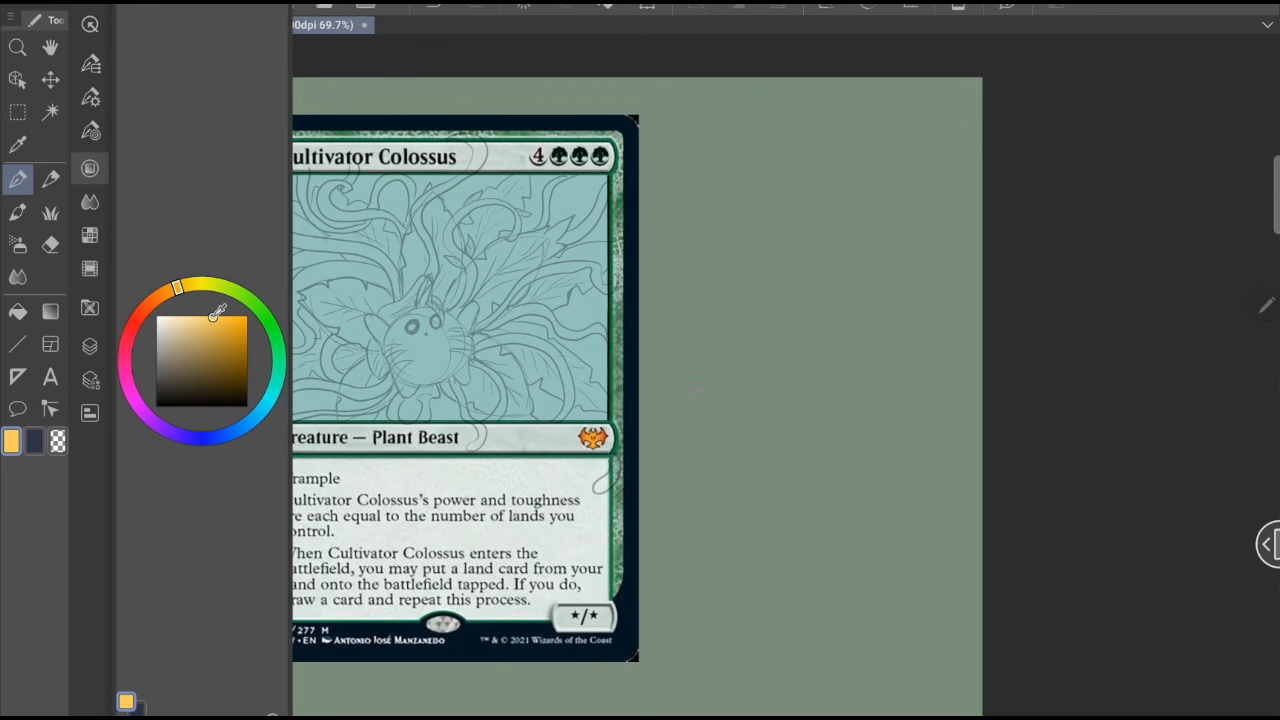 Too
00dpi 69.7%)
ultivator Colossus
4
reature — Plant Beast
rample
ultivator Colossus's power and toughness
re each equal to the number of lands you
ontrol.
When Cultivator Colossus enters the
attlefield, you may put a land card from your
and onto the battlefield tapped. If you do,
raw a card and repeat this process.
★/★
/277 M
• EN Antonio José Manzanedo
™ & © 2021 Wizards of the Coast
A